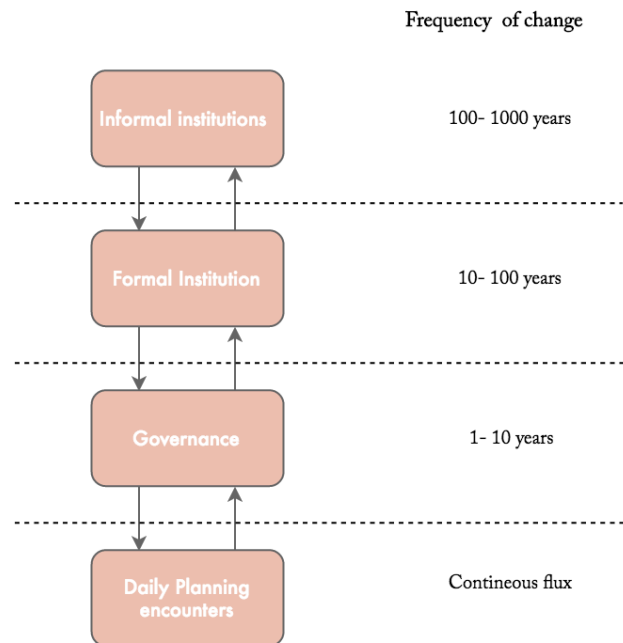 Frequency of change
Informal institutions
100- 1000 years
Formal Institution
10- 100 years
Governance
1- 10 years
Daily Planning
encounters
Contineous flux